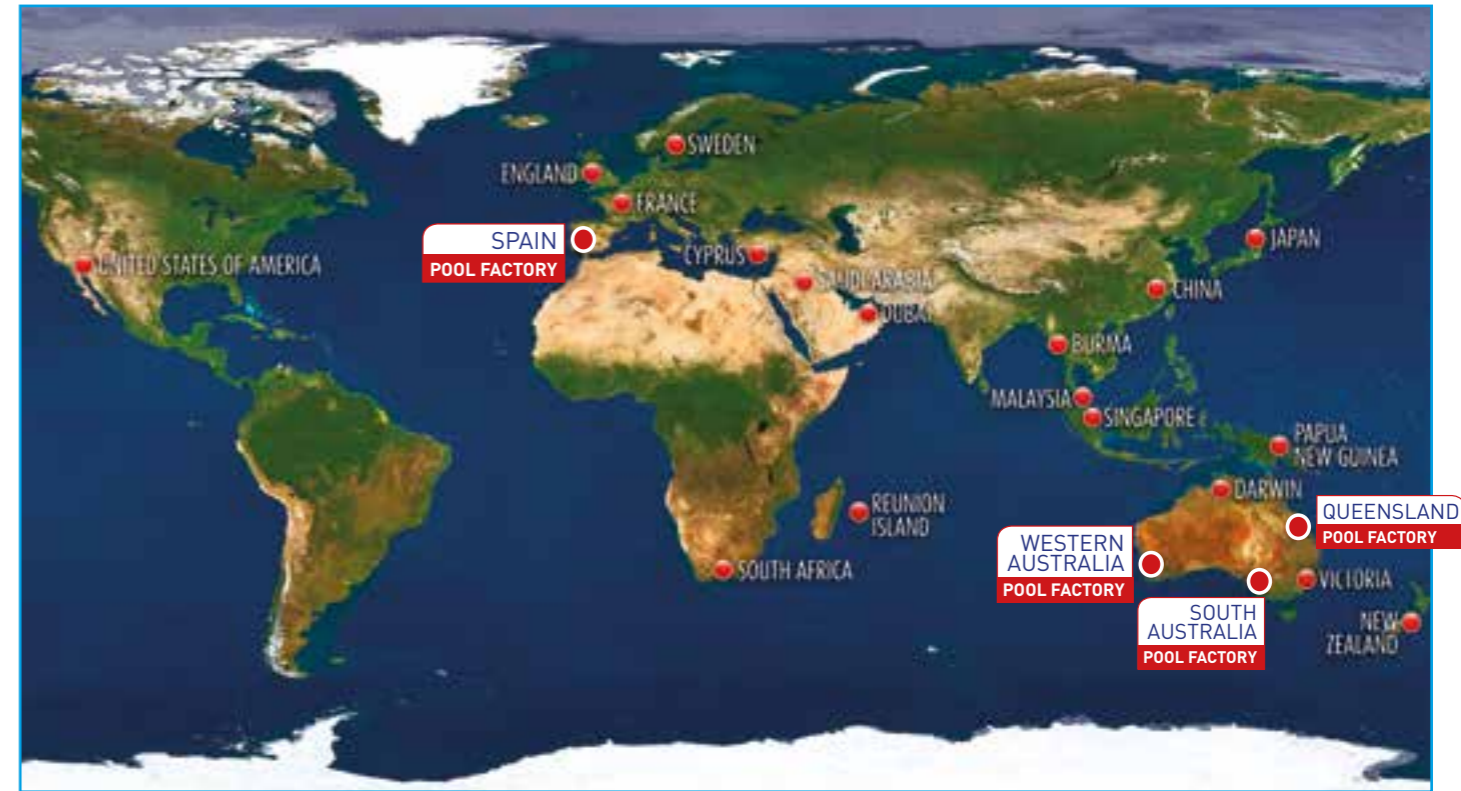 SWEDEN
ENGLAND
FRANCE
SPAIN
POOL FACTORY
CYPRUS
UNITED STATES OF AMERICA
SAUDI ARABIA
DUBAI
JAPAN
CHINA
BURMA
MALAYSIA
SINGAPORE
PAPUA
NEW GUINEA
DARWIN
REUNION
ISLAND
QUEENSLAND
POOL FACTORY
WESTERN
AUSTRALIA
POOL FACTORY
SOUTH AFRICA
VICTORIA
SOUTH
AUSTRALIA
POOL FACTORY
NEW
ZEALAND